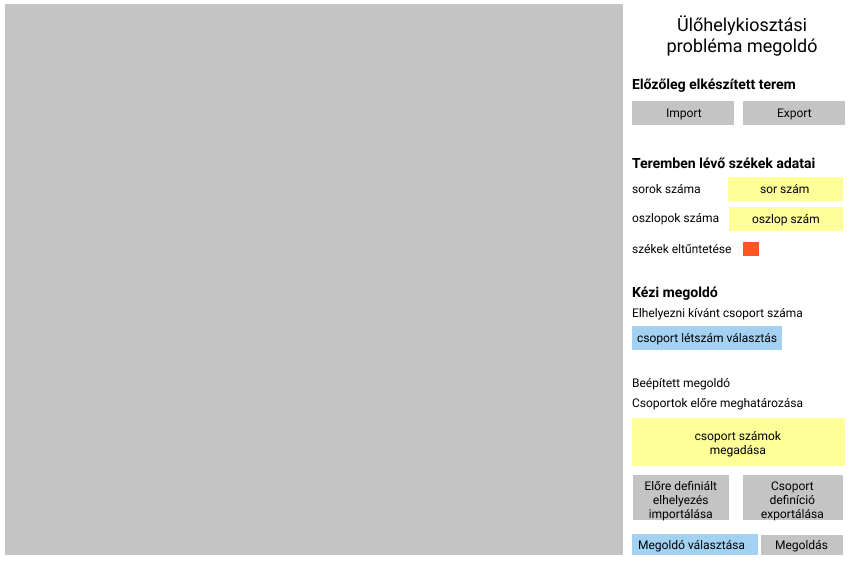 Ülőhelykiosztási
probléma megoldó
Előzőleg elkészített terem
Import Export
Teremben lévő székek adatai
sorok száma sor szám
oszlopok száma oszlop szám
székek eltűntetése
Kézi megoldó
Elhelyezni kívánt csoport száma
csoport létszám választás
Beépített megoldó
Csoportok előre meghatározása
csoport számok
megadása
Előre definiált
elhelyezés
importálása
Csoport
definíció
exportálása
Megoldó választása Megoldás